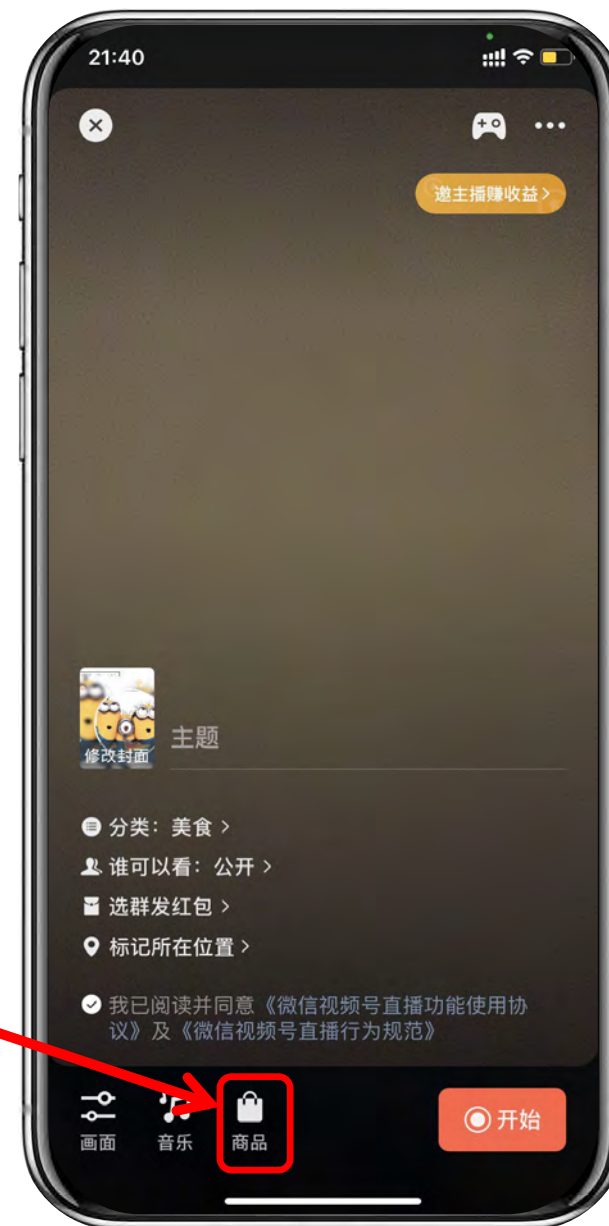 21:40
邀主播赚收益>
主题
修改封面
分类：美食>
谁可以看：公开>
选群发红包>
标记所在位置>
我已阅读并同意《微信视频号直播功能使用协
议》及《微信视频号直播行为规范》
画面
音乐
商品
开始